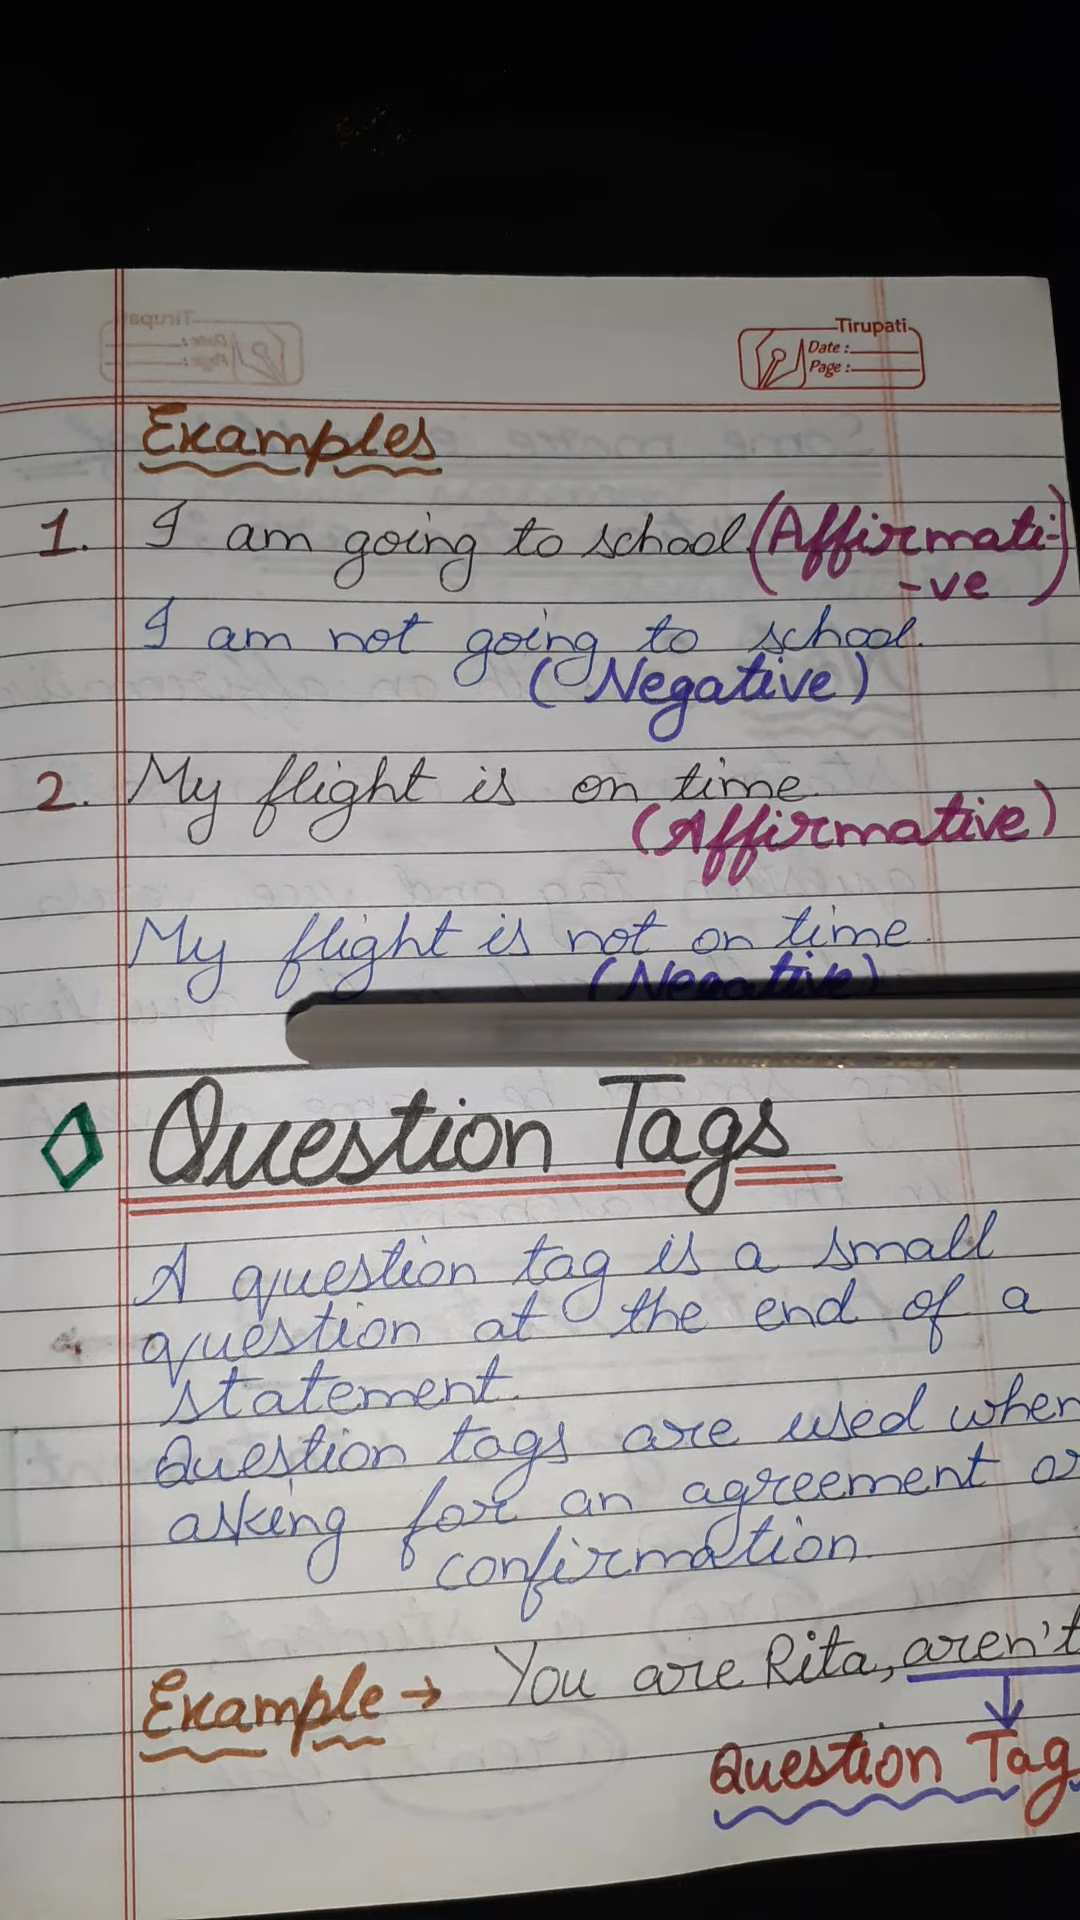 Tirupati
Date :
Page :
Examples
1. I am going to school. (Affirmati-
-ve)
I am not going to school.
(Negative)
2. My flight is on time.
(Affirmative)
My flight is not on time.
(Negative)
Question Tags
A question tag is a small
question at the end of a
statement.
Question tags are used when
asking for an agreement or
confirmation.
Example → You are Rita, aren't
Question Tag